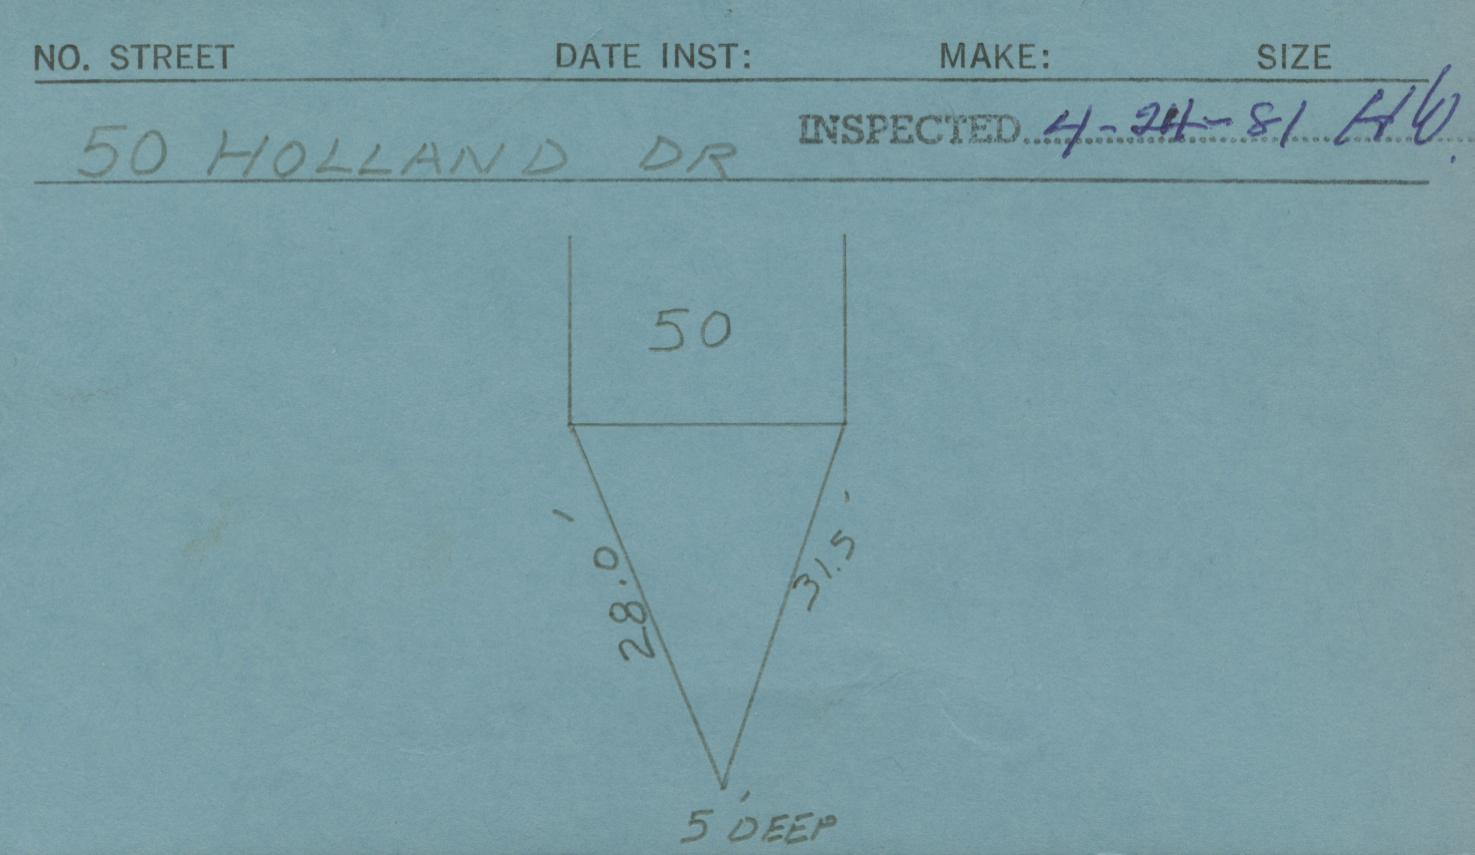 NO. STREET DATE INST: MAKE: SIZE
INSPECTED 4-24-81 HW.
50 HOLLAND DR
50
28.0'
31.5'
5' DEEP